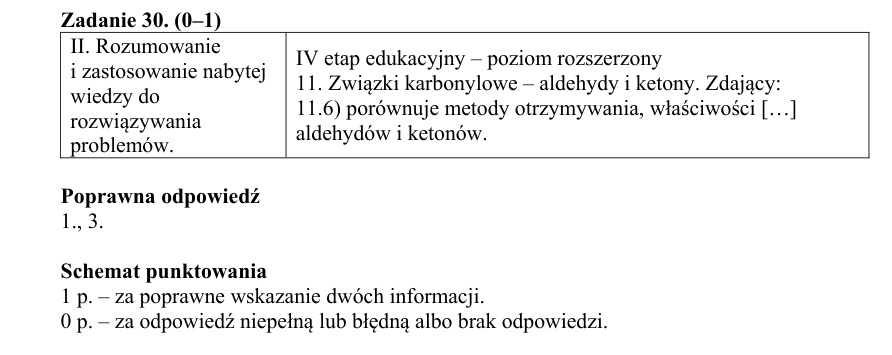 Zadanie 30. (0–1)
II. Rozumowanie
i zastosowanie nabytej
wiedzy do
rozwiązywania
problemów.
IV etap edukacyjny – poziom rozszerzony
11. Związki karbonylowe – aldehydy i ketony. Zdający:
11.6) porównuje metody otrzymywania, właściwości […]
aldehydów i ketonów.
Poprawna odpowiedź
1., 3.
Schemat punktowania
1 p. – za poprawne wskazanie dwóch informacji.
0 p. – za odpowiedź niepełną lub błędną albo brak odpowiedzi.